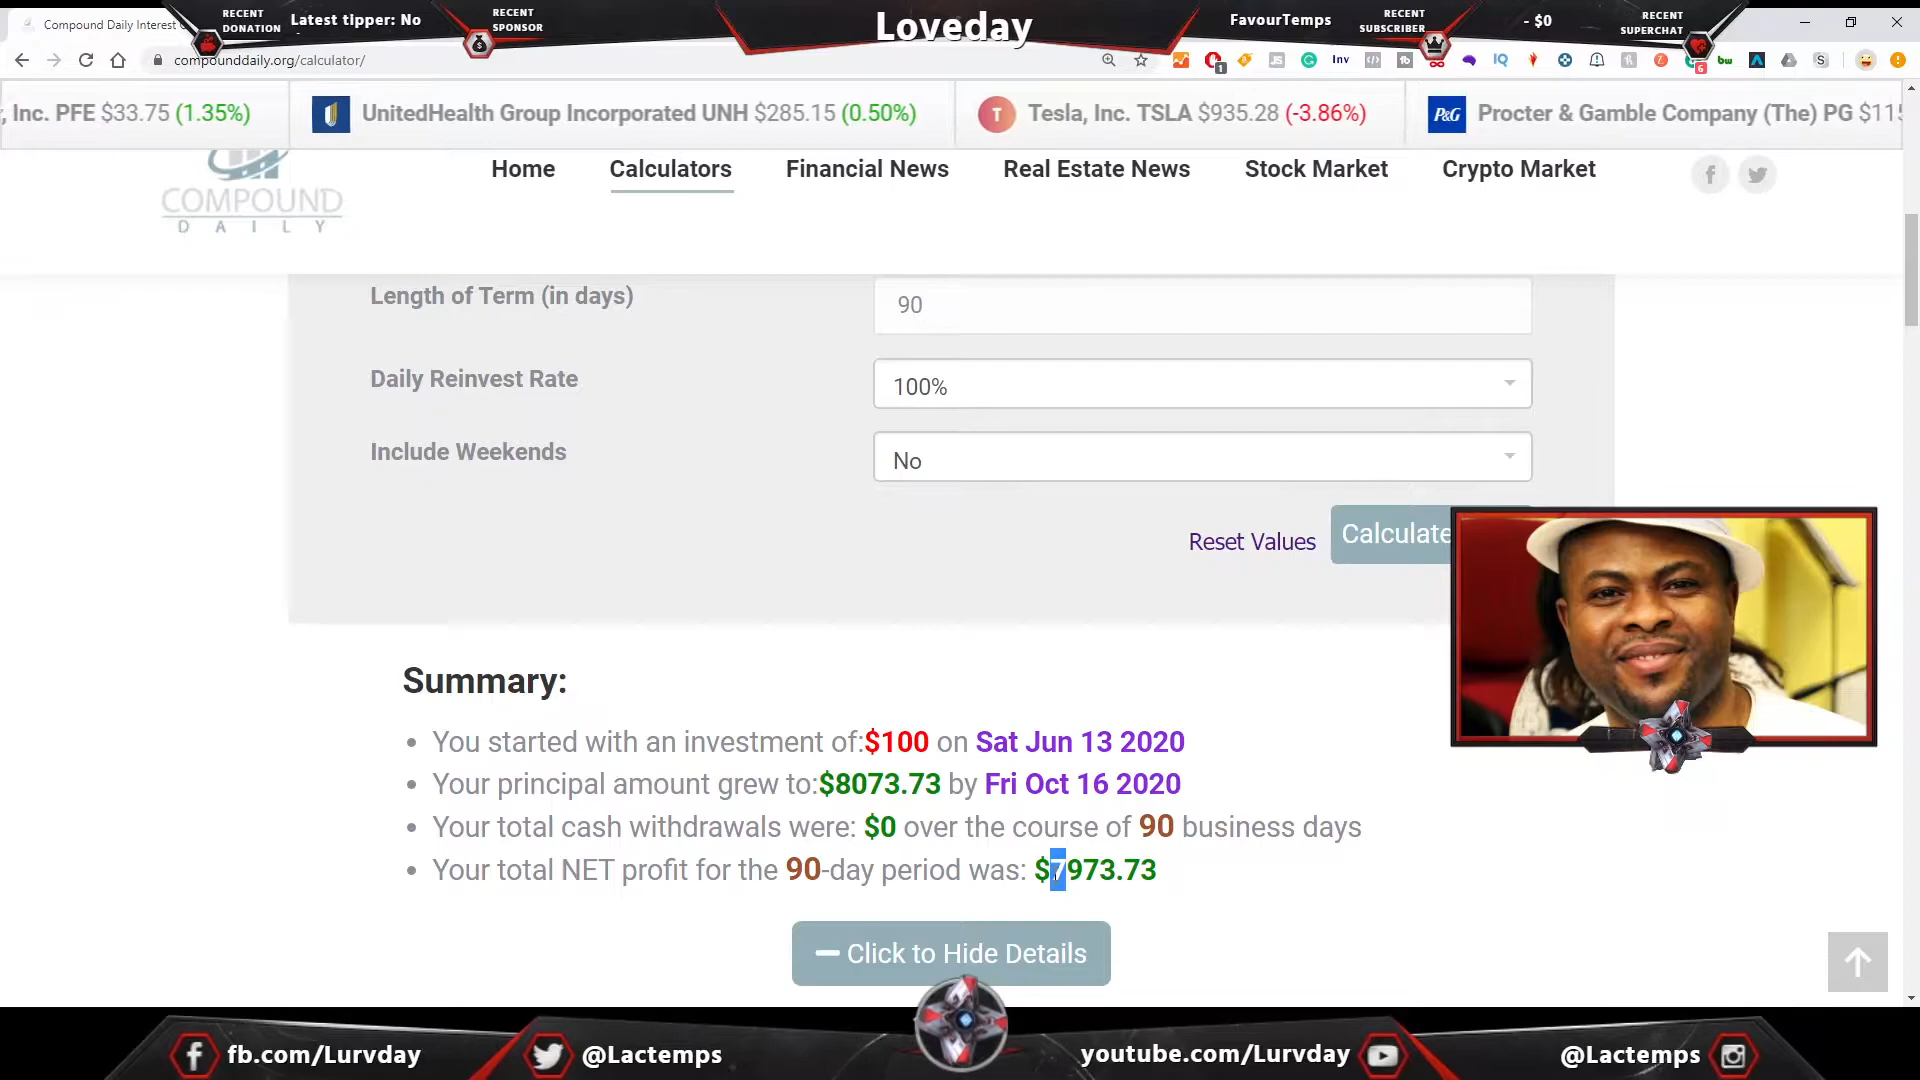 Compound Daily Interest
RECENT DONATION
Latest tipper: No
RECENT SPONSOR
Loveday
FavourTemps
RECENT SUBSCRIBER
- $0
RECENT SUPERCHAT
compounddaily.org/calculator/
, Inc. PFE $33.75 (1.35%)
UnitedHealth Group Incorporated UNH $285.15 (0.50%)
T Tesla, Inc. TSLA $935.28 (-3.86%)
P&G Procter & Gamble Company (The) PG $115
COMPOUND
DAILY
Home Calculators Financial News Real Estate News Stock Market Crypto Market
Length of Term (in days) 90
Daily Reinvest Rate 100%
Include Weekends No
Reset Values Calculate
Summary:
• You started with an investment of:$100 on Sat Jun 13 2020
• Your principal amount grew to:$8073.73 by Fri Oct 16 2020
• Your total cash withdrawals were: $0 over the course of 90 business days
• Your total NET profit for the 90-day period was: $7973.73
Click to Hide Details
fb.com/Lurvday @Lactemps youtube.com/Lurvday @Lactemps